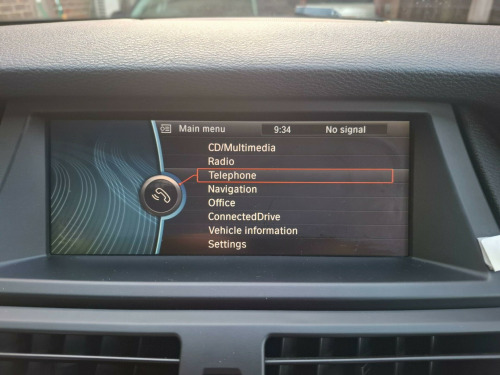 Main menu 9:34 No signal
CD/Multimedia
Radio
Telephone
Navigation
Office
ConnectedDrive
Vehicle information
Settings